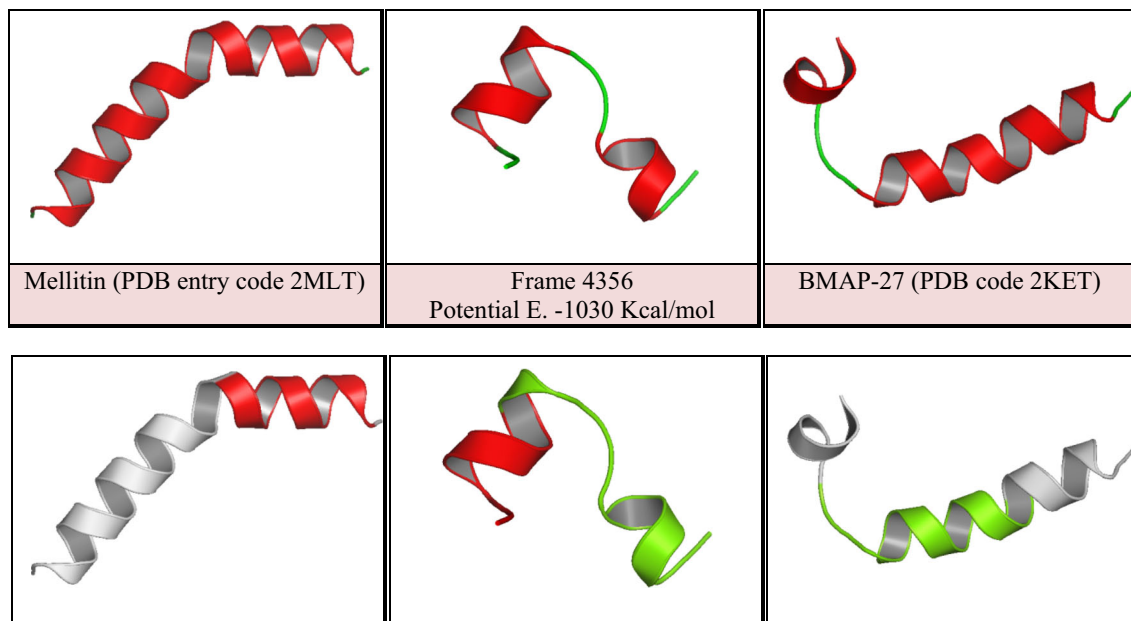 Mellitin (PDB entry code 2MLT)
Frame 4356
Potential E. -1030 Kcal/mol
BMAP-27 (PDB code 2KET)